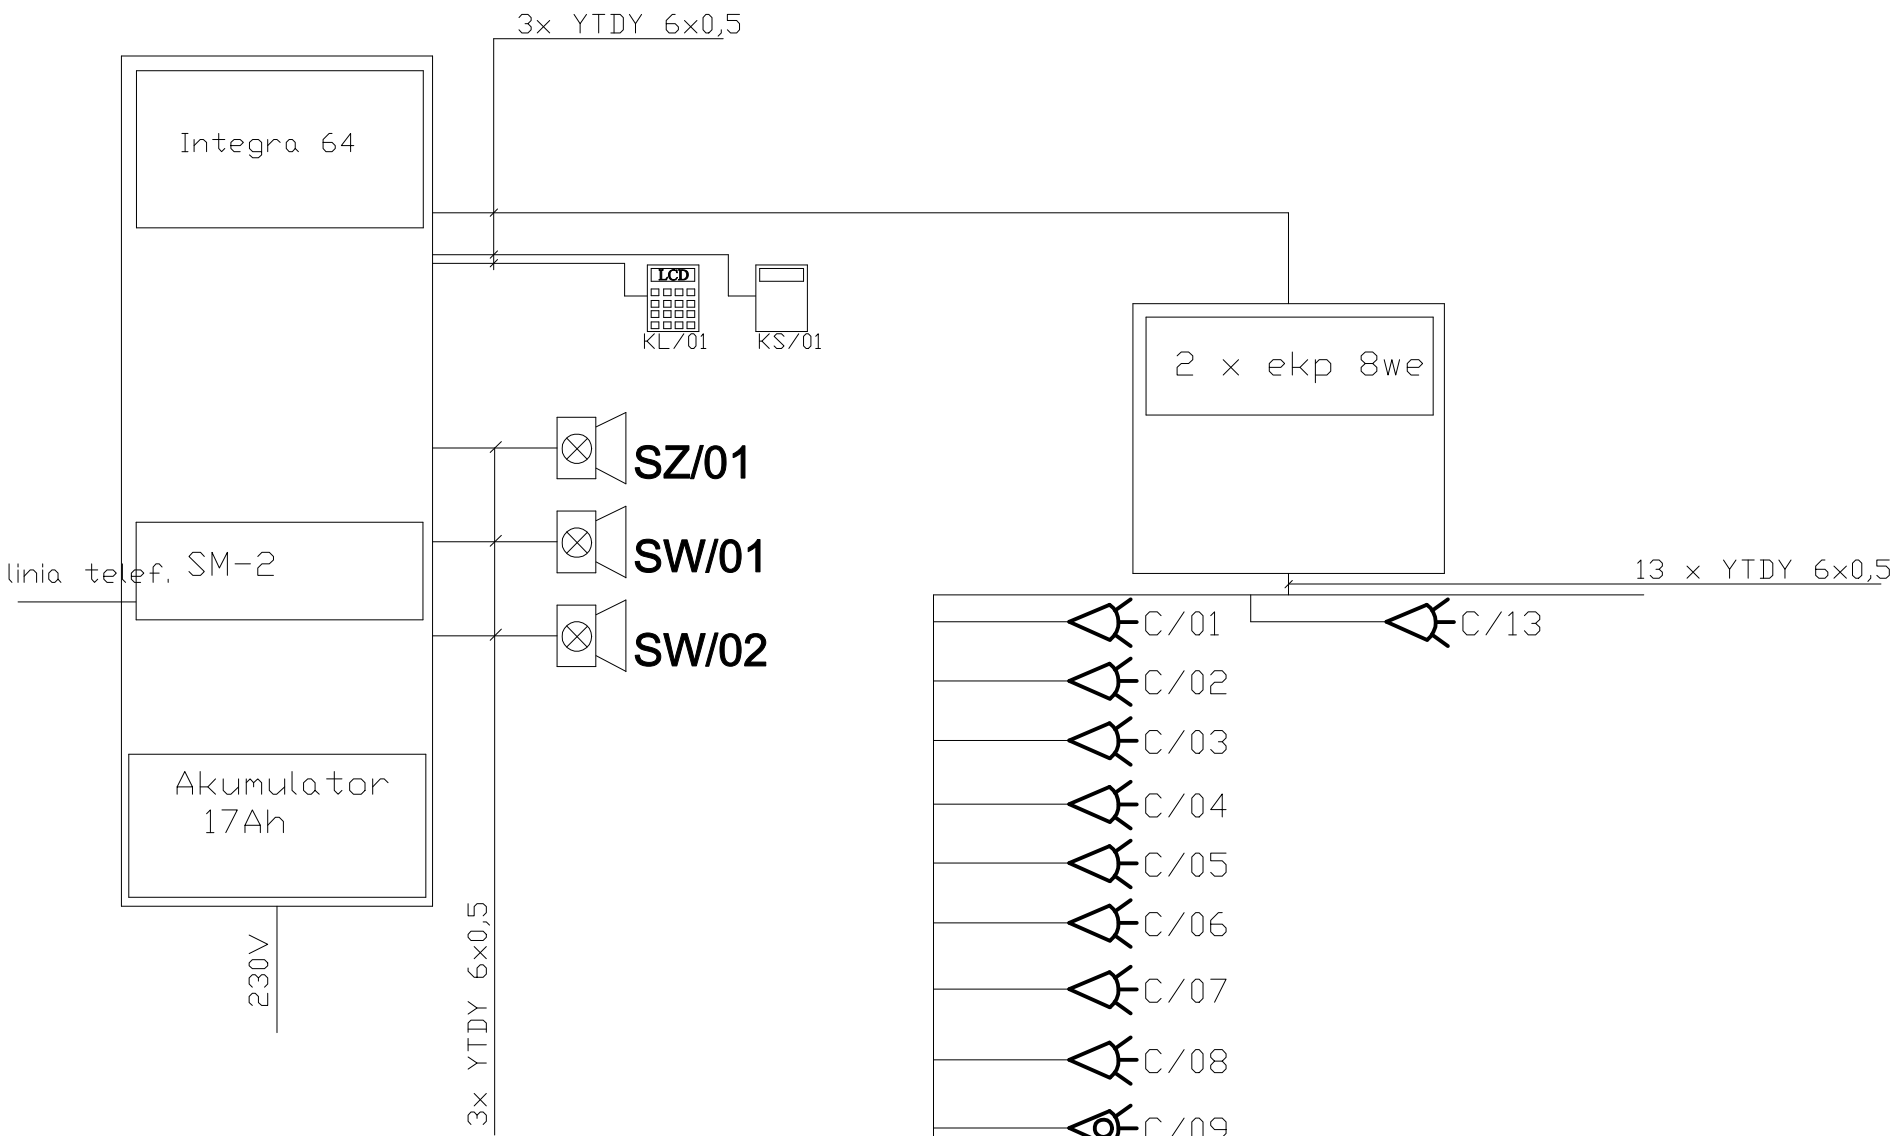 3x YTDY 6x0,5
Integra 64
LCD
KL/01
KS/01
2 x ekp 8we
SZ/01
SW/01
SM-2
linia telef.
13 x YTDY 6x0,5
SW/02
C/01
C/13
C/02
C/03
Akumulator
17Ah
C/04
C/05
C/06
230V
3x YTDY 6x0,5
C/07
C/08
C/09